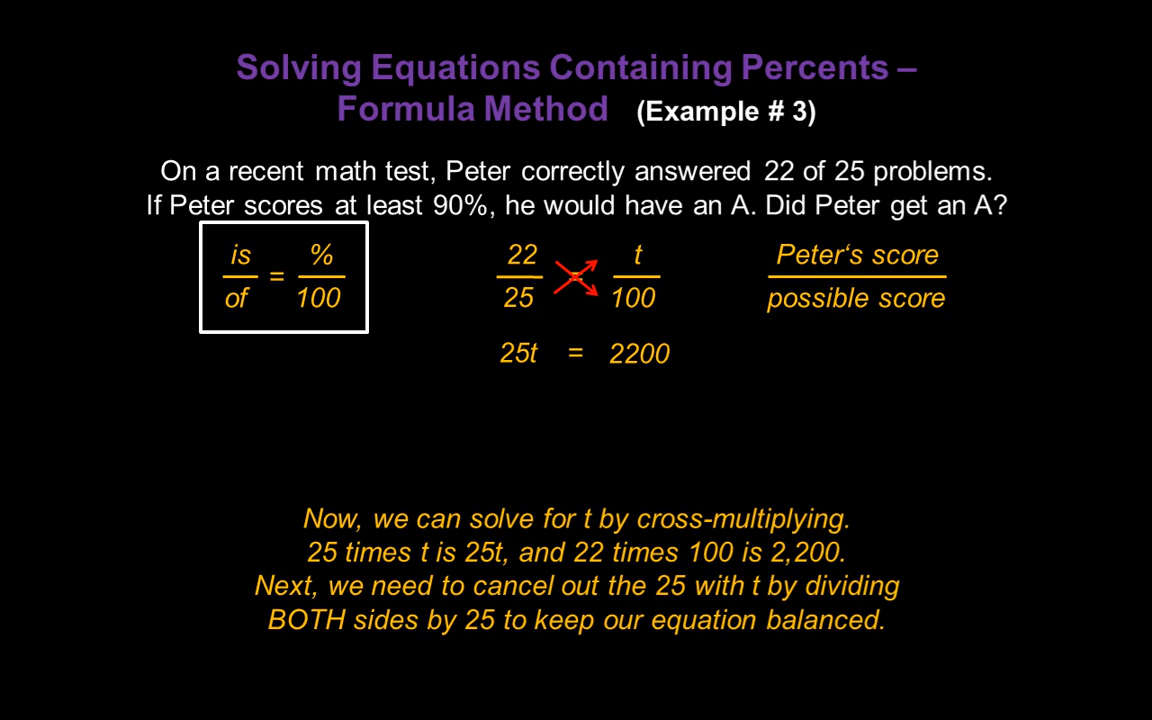 Solving Equations Containing Percents –
Formula Method (Example # 3)
On a recent math test, Peter correctly answered 22 of 25 problems.
If Peter scores at least 90%, he would have an A. Did Peter get an A?
is % 22 t Peter‘s score
= =
of 100 25 100 possible score
25t = 2200
Now, we can solve for t by cross-multiplying.
25 times t is 25t, and 22 times 100 is 2,200.
Next, we need to cancel out the 25 with t by dividing
BOTH sides by 25 to keep our equation balanced.